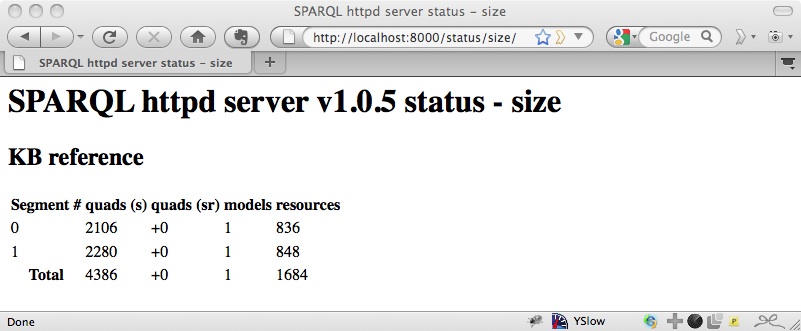 SPARQL httpd server status - size
http://localhost:8000/status/size/
Google
SPARQL httpd server status - size
SPARQL httpd server v1.0.5 status - size
KB reference
Segment # quads (s) quads (sr) models resources
0 2106 +0 1 836
1 2280 +0 1 848
Total 4386 +0 1 1684
Done YSlow